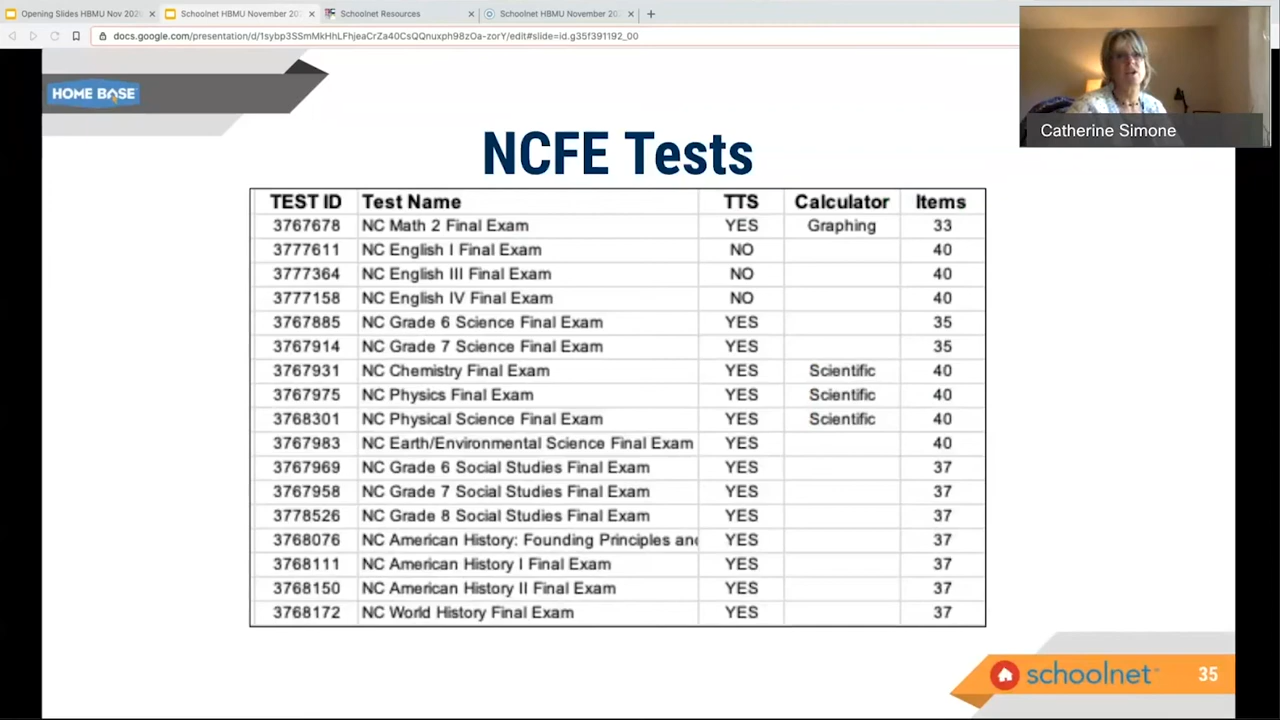 Opening Slides HBMU Nov 2020
Schoolnet HBMU November 202
Schoolnet Resources
Schoolnet HBMU November 202
docs.google.com/presentation/d/1sybp3SSmMkHhLFhjeaCrZa40CsQQnuxph98zOa-zorY/edit#slide=id.g35f391192_00
Catherine Simone
HOME BASE
NCFE Tests
TEST ID Test Name TTS Calculator Items
3767678 NC Math 2 Final Exam YES Graphing 33
3777611 NC English I Final Exam NO 40
3777364 NC English III Final Exam NO 40
3777158 NC English IV Final Exam NO 40
3767885 NC Grade 6 Science Final Exam YES 35
3767914 NC Grade 7 Science Final Exam YES 35
3767931 NC Chemistry Final Exam YES Scientific 40
3767975 NC Physics Final Exam YES Scientific 40
3768301 NC Physical Science Final Exam YES Scientific 40
3767983 NC Earth/Environmental Science Final Exam YES 40
3767969 NC Grade 6 Social Studies Final Exam YES 37
3767958 NC Grade 7 Social Studies Final Exam YES 37
3778526 NC Grade 8 Social Studies Final Exam YES 37
3768076 NC American History: Founding Principles and YES 37
3768111 NC American History I Final Exam YES 37
3768150 NC American History II Final Exam YES 37
3768172 NC World History Final Exam YES 37
schoolnet 35